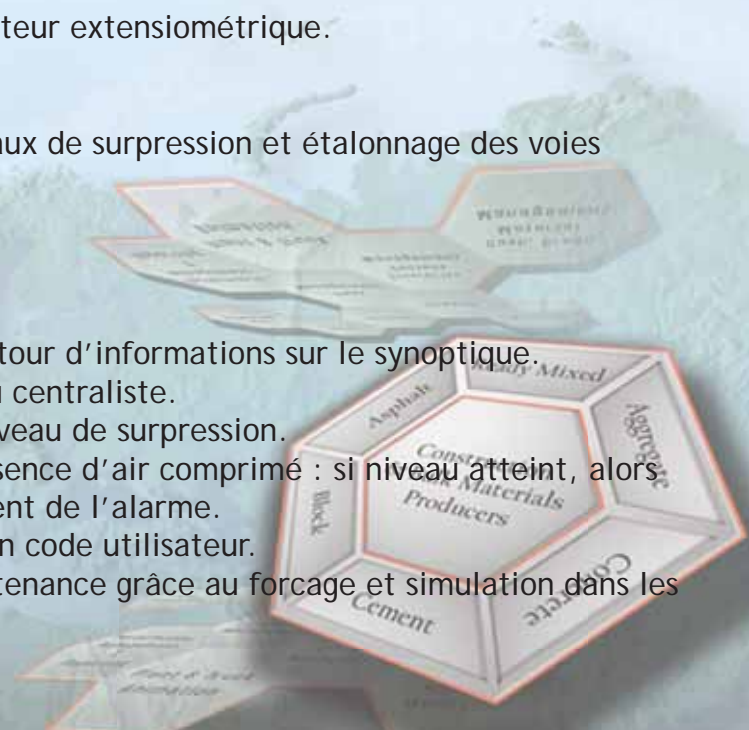 teur extensiométrique.
aux de surpression et étalonnage des voies
tour d'informations sur le synoptique.
u centraliste.
veau de surpression.
sence d'air comprimé : si niveau atteint, alors
ent de l'alarme.
n code utilisateur.
tenance grâce au forcage et simulation dans les
Ready Mixed
Asphalt
Aggregate
Construction
Materials
Producers
Block
Concrete
Cement